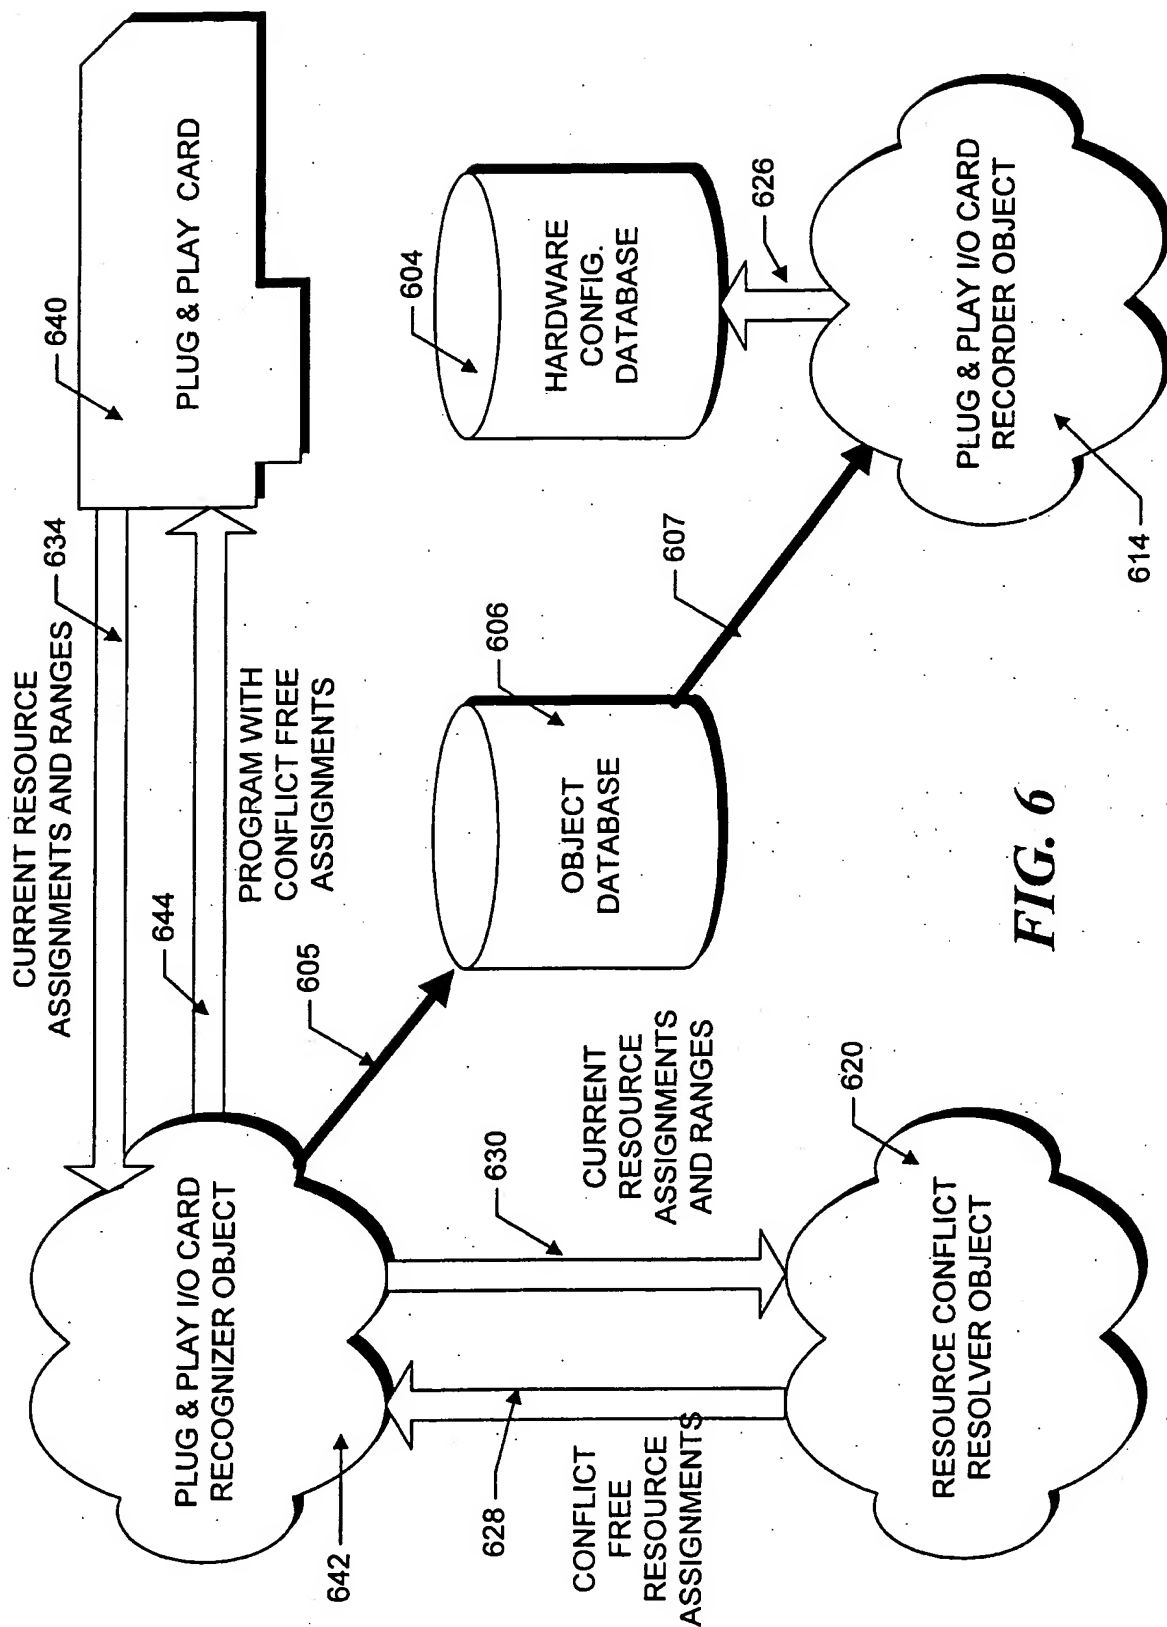 CURRENT RESOURCE
ASSIGNMENTS AND RANGES
634
640
PLUG & PLAY CARD
644
PROGRAM WITH
CONFLICT FREE
ASSIGNMENTS
PLUG & PLAY I/O CARD
RECOGNIZER OBJECT
642
605
OBJECT
DATABASE
606
604
HARDWARE
CONFIG.
DATABASE
607
626
628
CONFLICT
FREE
RESOURCE
ASSIGNMENTS
630
CURRENT
RESOURCE
ASSIGNMENTS
AND RANGES
620
RESOURCE CONFLICT
RESOLVER OBJECT
614
PLUG & PLAY I/O CARD
RECORDER OBJECT
FIG. 6